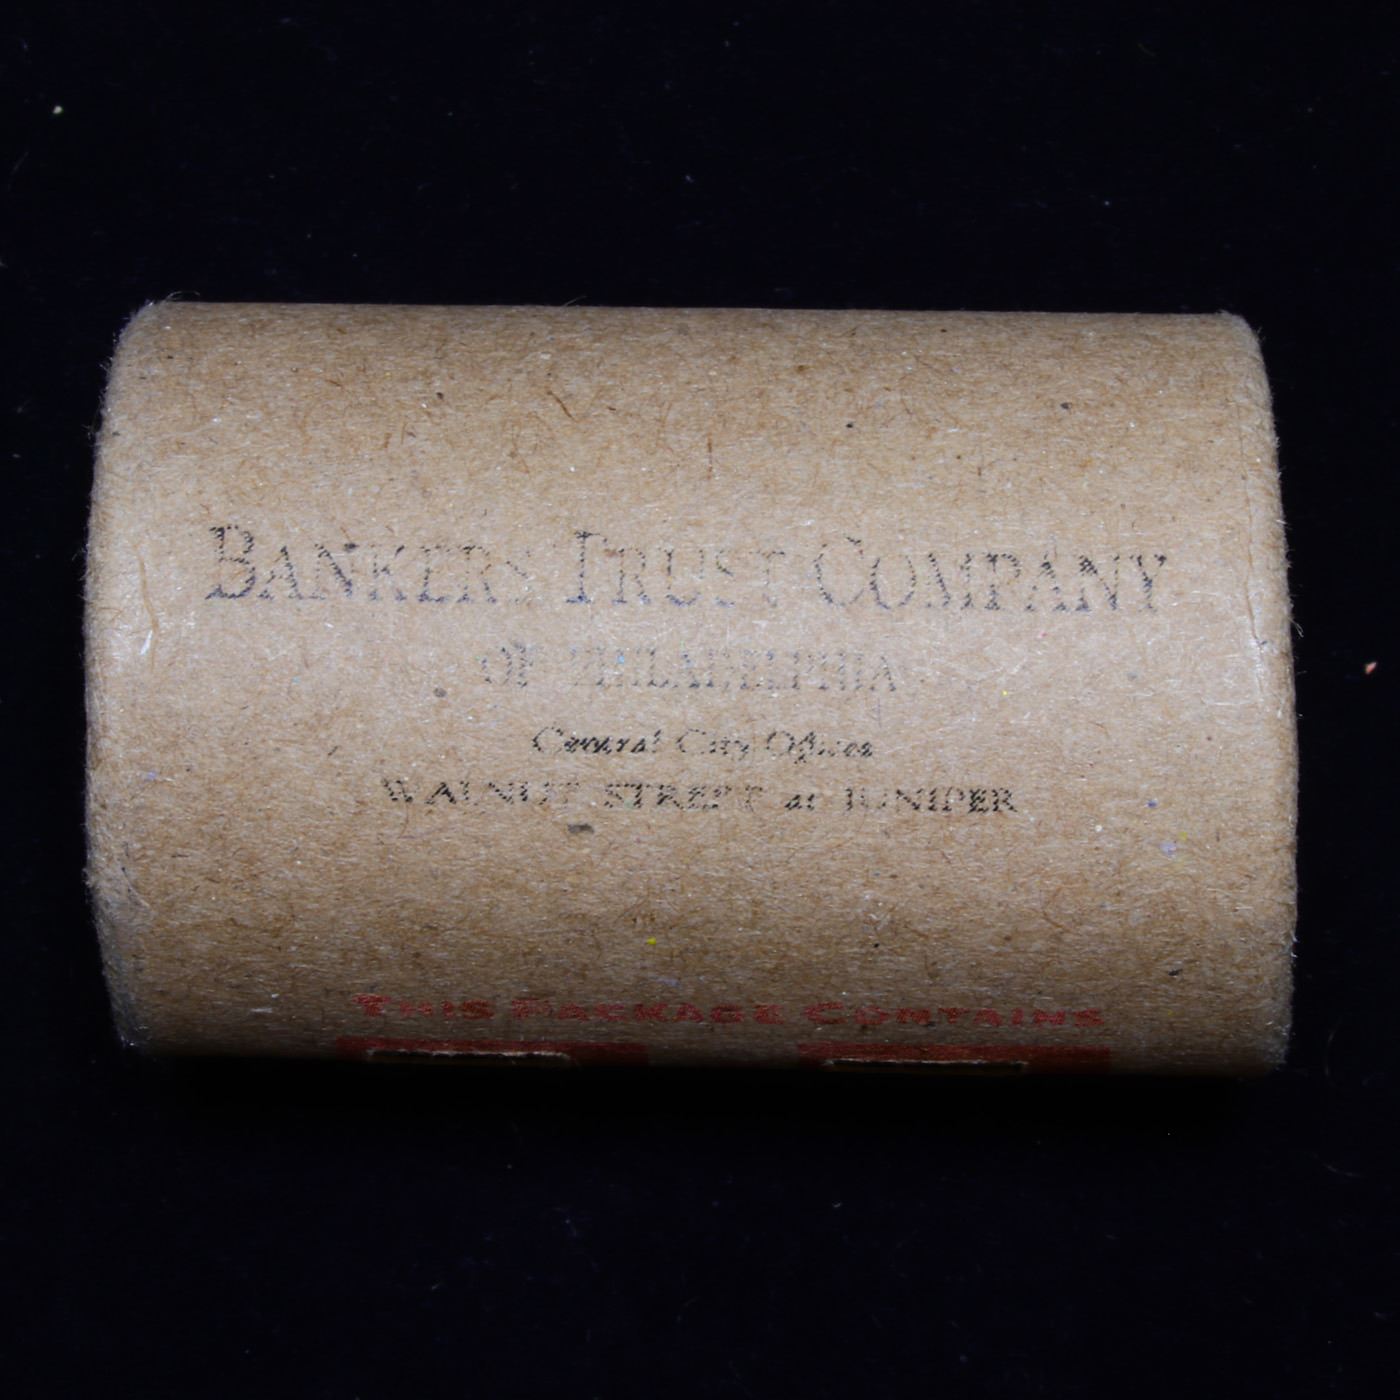 BANKERS TRUST COMPANY
OF PHILADELPHIA
Central City Offices
WALNUT STREET at JUNIPER
THIS PACKAGE CONTAINS